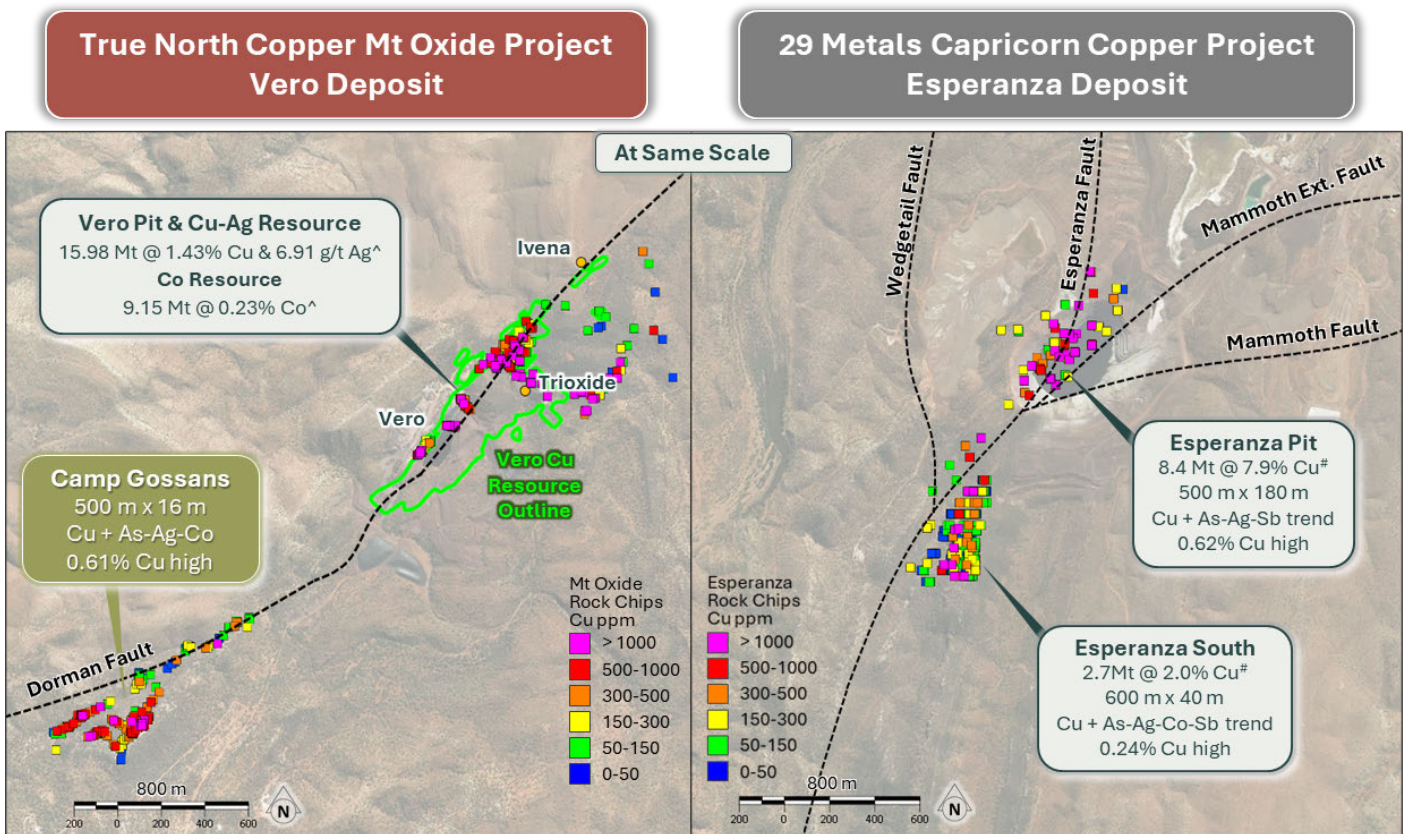 True North Copper Mt Oxide Project
Vero Deposit
29 Metals Capricorn Copper Project
Esperanza Deposit
At Same Scale
Vero Pit & Cu-Ag Resource
15.98 Mt @ 1.43% Cu & 6.91 g/t Ag^
Co Resource
9.15 Mt @ 0.23% Co^
Ivena
Trioxide
Vero
Vero Cu
Resource
Outline
Camp Gossans
500 m x 16 m
Cu + As-Ag-Co
0.61% Cu high
Dorman Fault
Mt Oxide
Rock Chips
Cu ppm
> 1000
500-1000
300-500
150-300
50-150
0-50
800 m
200 0 200 400 600
N
Wedgetail Fault
Esperanza Fault
Mammoth Ext. Fault
Mammoth Fault
Esperanza Pit
8.4 Mt @ 7.9% Cu#
500 m x 180 m
Cu + As-Ag-Sb trend
0.62% Cu high
Esperanza South
2.7Mt @ 2.0% Cu#
600 m x 40 m
Cu + As-Ag-Co-Sb trend
0.24% Cu high
Esperanza
Rock Chips
Cu ppm
> 1000
500-1000
300-500
150-300
50-150
0-50
800 m
200 0 200 400 600
N